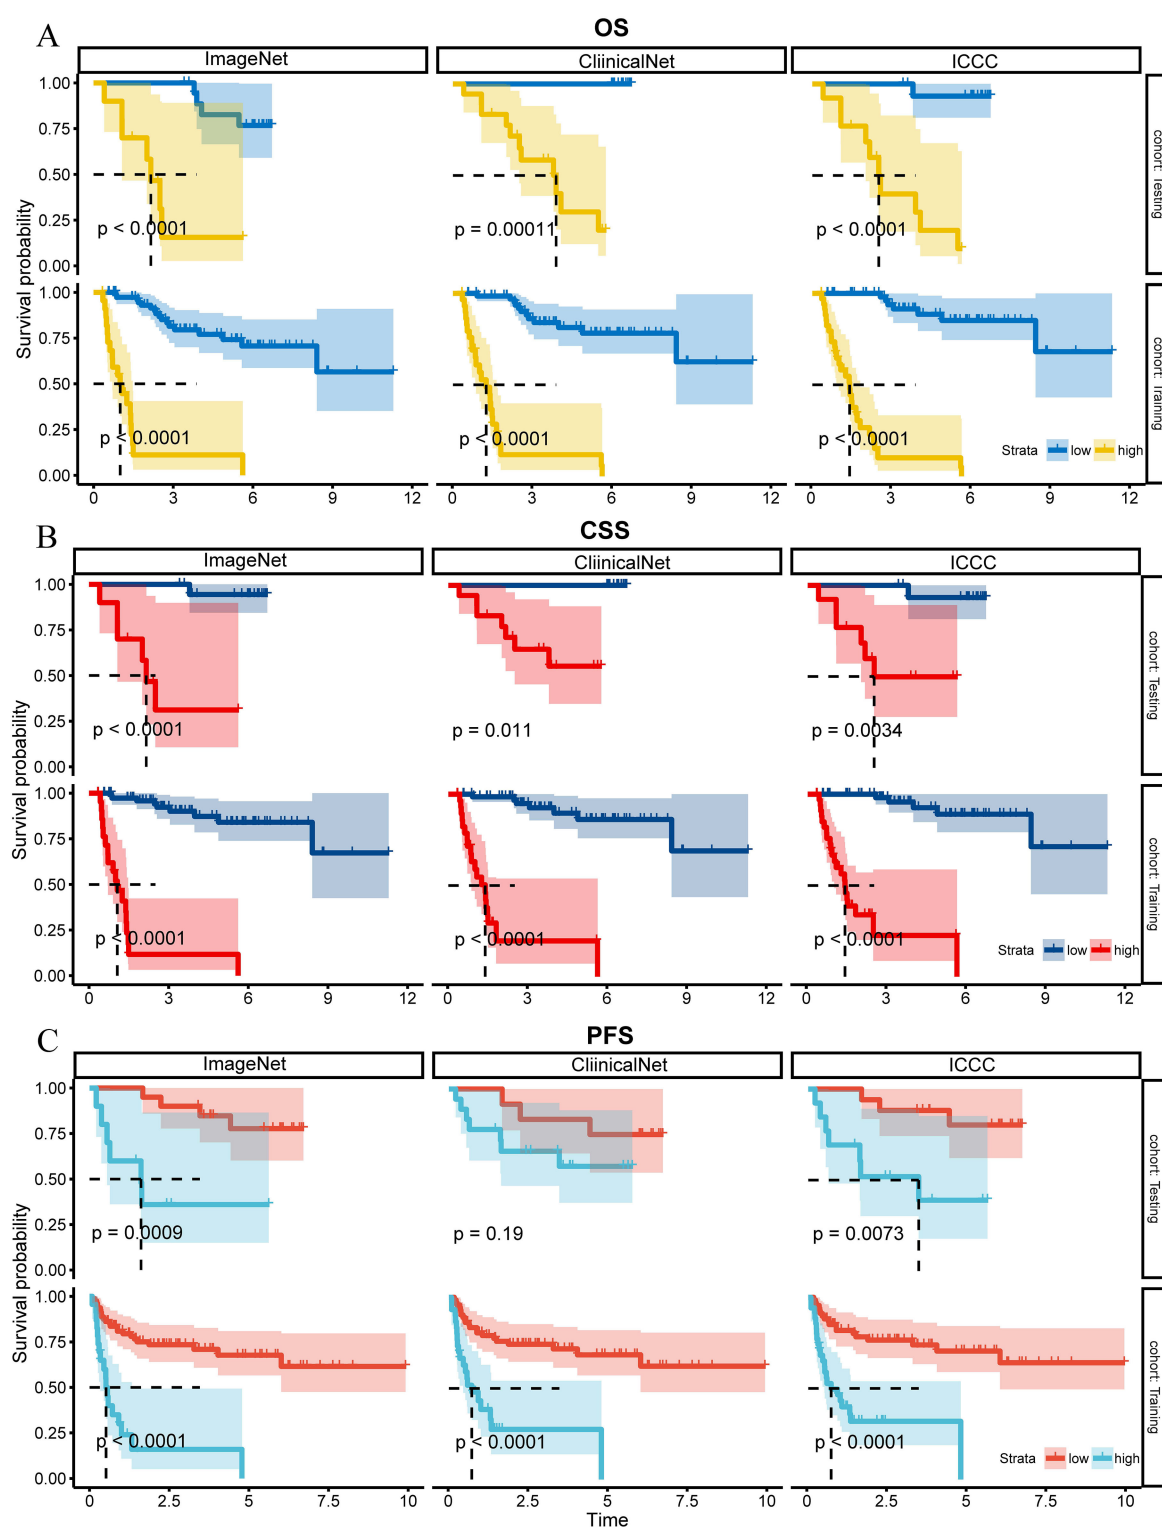 A
OS
ImageNet
CliinicalNet
ICCC
Survival probability
1.00
0.75
0.50
0.25
0.00
p < 0.0001
p = 0.00011
p < 0.0001
cohort: Testing
1.00
0.75
0.50
0.25
0.00
p < 0.0001
p < 0.0001
p < 0.0001
Strata low high
cohort: Training
0 3 6 9 12
0 3 6 9 12
0 3 6 9 12
B
CSS
ImageNet
CliinicalNet
ICCC
Survival probability
1.00
0.75
0.50
0.25
0.00
p < 0.0001
p = 0.011
p = 0.0034
cohort: Testing
1.00
0.75
0.50
0.25
0.00
p < 0.0001
p < 0.0001
p < 0.0001
Strata low high
cohort: Training
0 3 6 9 12
0 3 6 9 12
0 3 6 9 12
C
PFS
ImageNet
CliinicalNet
ICCC
Survival probability
1.00
0.75
0.50
0.25
0.00
p = 0.0009
p = 0.19
p = 0.0073
cohort: Testing
1.00
0.75
0.50
0.25
0.00
p < 0.0001
p < 0.0001
p < 0.0001
Strata low high
cohort: Training
0 2.5 5 7.5 10
0 2.5 5 7.5 10
0 2.5 5 7.5 10
Time